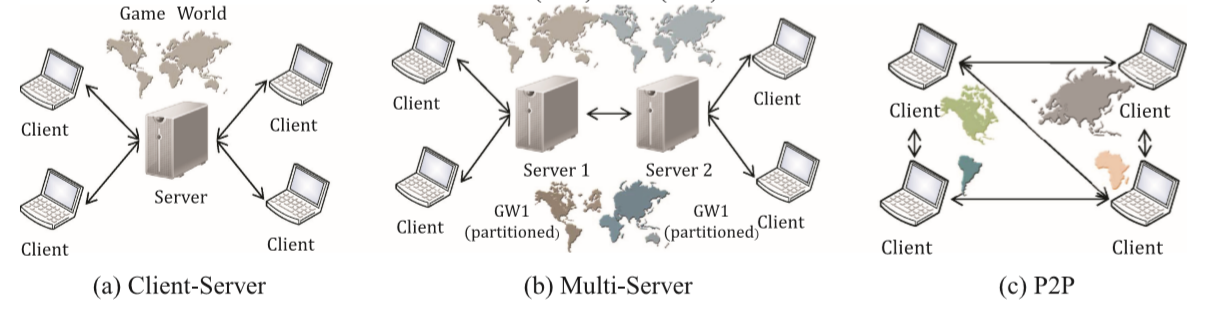 Game World
Client
Client
Server
Client
Client
(a) Client-Server
Client
Client
Server 1
Server 2
Client
GW1
(partitioned)
GW1
(partitioned)
Client
(b) Multi-Server
Client
Client
Client
Client
(c) P2P